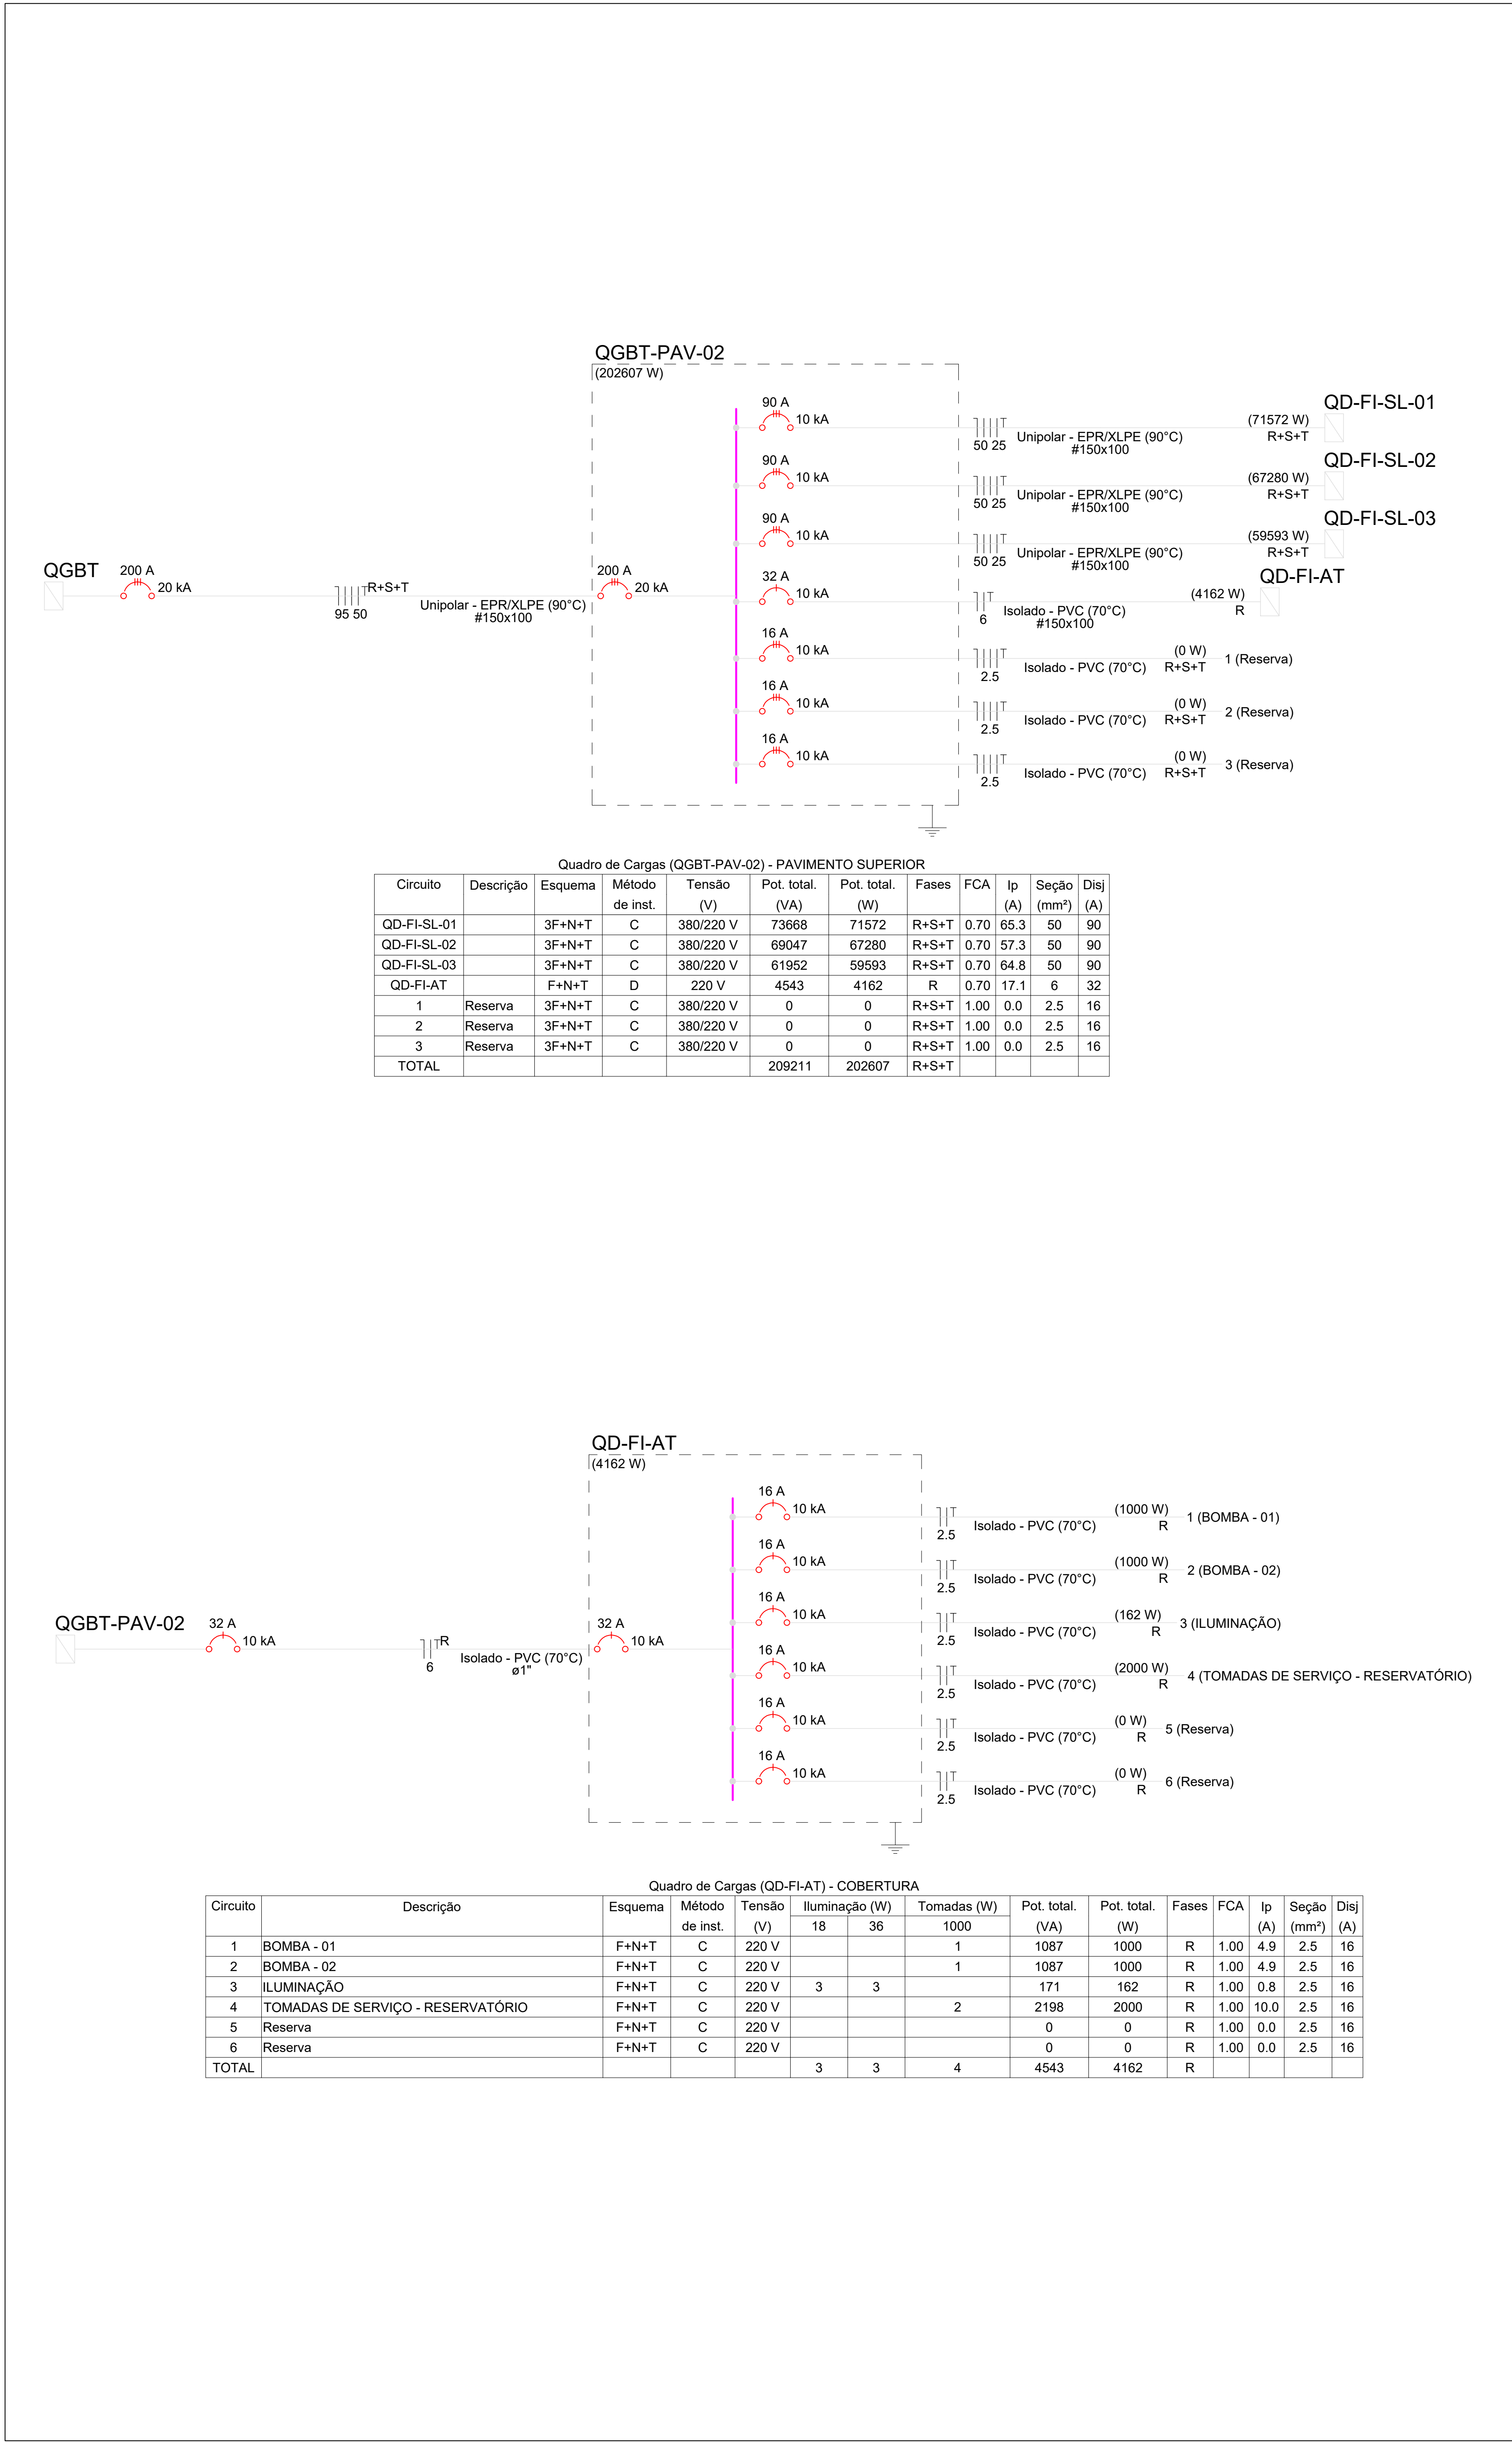 QGBT-PAV-02
(202607 W)
QGBT
200 A
20 kA
95 50
R+S+T
Unipolar - EPR/XLPE (90°C)
#150x100
200 A
20 kA
90 A
10 kA
50 25
Unipolar - EPR/XLPE (90°C)
#150x100
(71572 W)
R+S+T
QD-FI-SL-01
90 A
10 kA
50 25
Unipolar - EPR/XLPE (90°C)
#150x100
(67280 W)
R+S+T
QD-FI-SL-02
90 A
10 kA
50 25
Unipolar - EPR/XLPE (90°C)
#150x100
(59593 W)
R+S+T
QD-FI-SL-03
32 A
10 kA
6
Isolado - PVC (70°C)
#150x100
(4162 W)
R
QD-FI-AT
16 A
10 kA
2.5
Isolado - PVC (70°C)
(0 W)
R+S+T
1 (Reserva)
16 A
10 kA
2.5
Isolado - PVC (70°C)
(0 W)
R+S+T
2 (Reserva)
16 A
10 kA
2.5
Isolado - PVC (70°C)
(0 W)
R+S+T
3 (Reserva)
Quadro de Cargas (QGBT-PAV-02) - PAVIMENTO SUPERIOR
Circuito Descrição Esquema Método Tensão Pot. total. Pot. total. Fases FCA Ip Seção Disj
de inst. (V) (VA) (W) (A) (mm²) (A)
QD-FI-SL-01 3F+N+T C 380/220 V 73668 71572 R+S+T 0.70 65.3 50 90
QD-FI-SL-02 3F+N+T C 380/220 V 69047 67280 R+S+T 0.70 57.3 50 90
QD-FI-SL-03 3F+N+T C 380/220 V 61952 59593 R+S+T 0.70 64.8 50 90
QD-FI-AT F+N+T D 220 V 4543 4162 R 0.70 17.1 6 32
1 Reserva 3F+N+T C 380/220 V 0 0 R+S+T 1.00 0.0 2.5 16
2 Reserva 3F+N+T C 380/220 V 0 0 R+S+T 1.00 0.0 2.5 16
3 Reserva 3F+N+T C 380/220 V 0 0 R+S+T 1.00 0.0 2.5 16
TOTAL 209211 202607 R+S+T
QD-FI-AT
(4162 W)
QGBT-PAV-02
32 A
10 kA
6
R
Isolado - PVC (70°C)
ø1"
32 A
10 kA
16 A
10 kA
2.5
Isolado - PVC (70°C)
(1000 W)
R
1 (BOMBA - 01)
16 A
10 kA
2.5
Isolado - PVC (70°C)
(1000 W)
R
2 (BOMBA - 02)
16 A
10 kA
2.5
Isolado - PVC (70°C)
(162 W)
R
3 (ILUMINAÇÃO)
16 A
10 kA
2.5
Isolado - PVC (70°C)
(2000 W)
R
4 (TOMADAS DE SERVIÇO - RESERVATÓRIO)
16 A
10 kA
2.5
Isolado - PVC (70°C)
(0 W)
R
5 (Reserva)
16 A
10 kA
2.5
Isolado - PVC (70°C)
(0 W)
R
6 (Reserva)
Quadro de Cargas (QD-FI-AT) - COBERTURA
Circuito Descrição Esquema Método Tensão Iluminação (W) Tomadas (W) Pot. total. Pot. total. Fases FCA Ip Seção Disj
de inst. (V) 18 36 1000 (VA) (W) (A) (mm²) (A)
1 BOMBA - 01 F+N+T C 220 V 1 1087 1000 R 1.00 4.9 2.5 16
2 BOMBA - 02 F+N+T C 220 V 1 1087 1000 R 1.00 4.9 2.5 16
3 ILUMINAÇÃO F+N+T C 220 V 3 3 171 162 R 1.00 0.8 2.5 16
4 TOMADAS DE SERVIÇO - RESERVATÓRIO F+N+T C 220 V 2 2198 2000 R 1.00 10.0 2.5 16
5 Reserva F+N+T C 220 V 0 0 R 1.00 0.0 2.5 16
6 Reserva F+N+T C 220 V 0 0 R 1.00 0.0 2.5 16
TOTAL 3 3 4 4543 4162 R